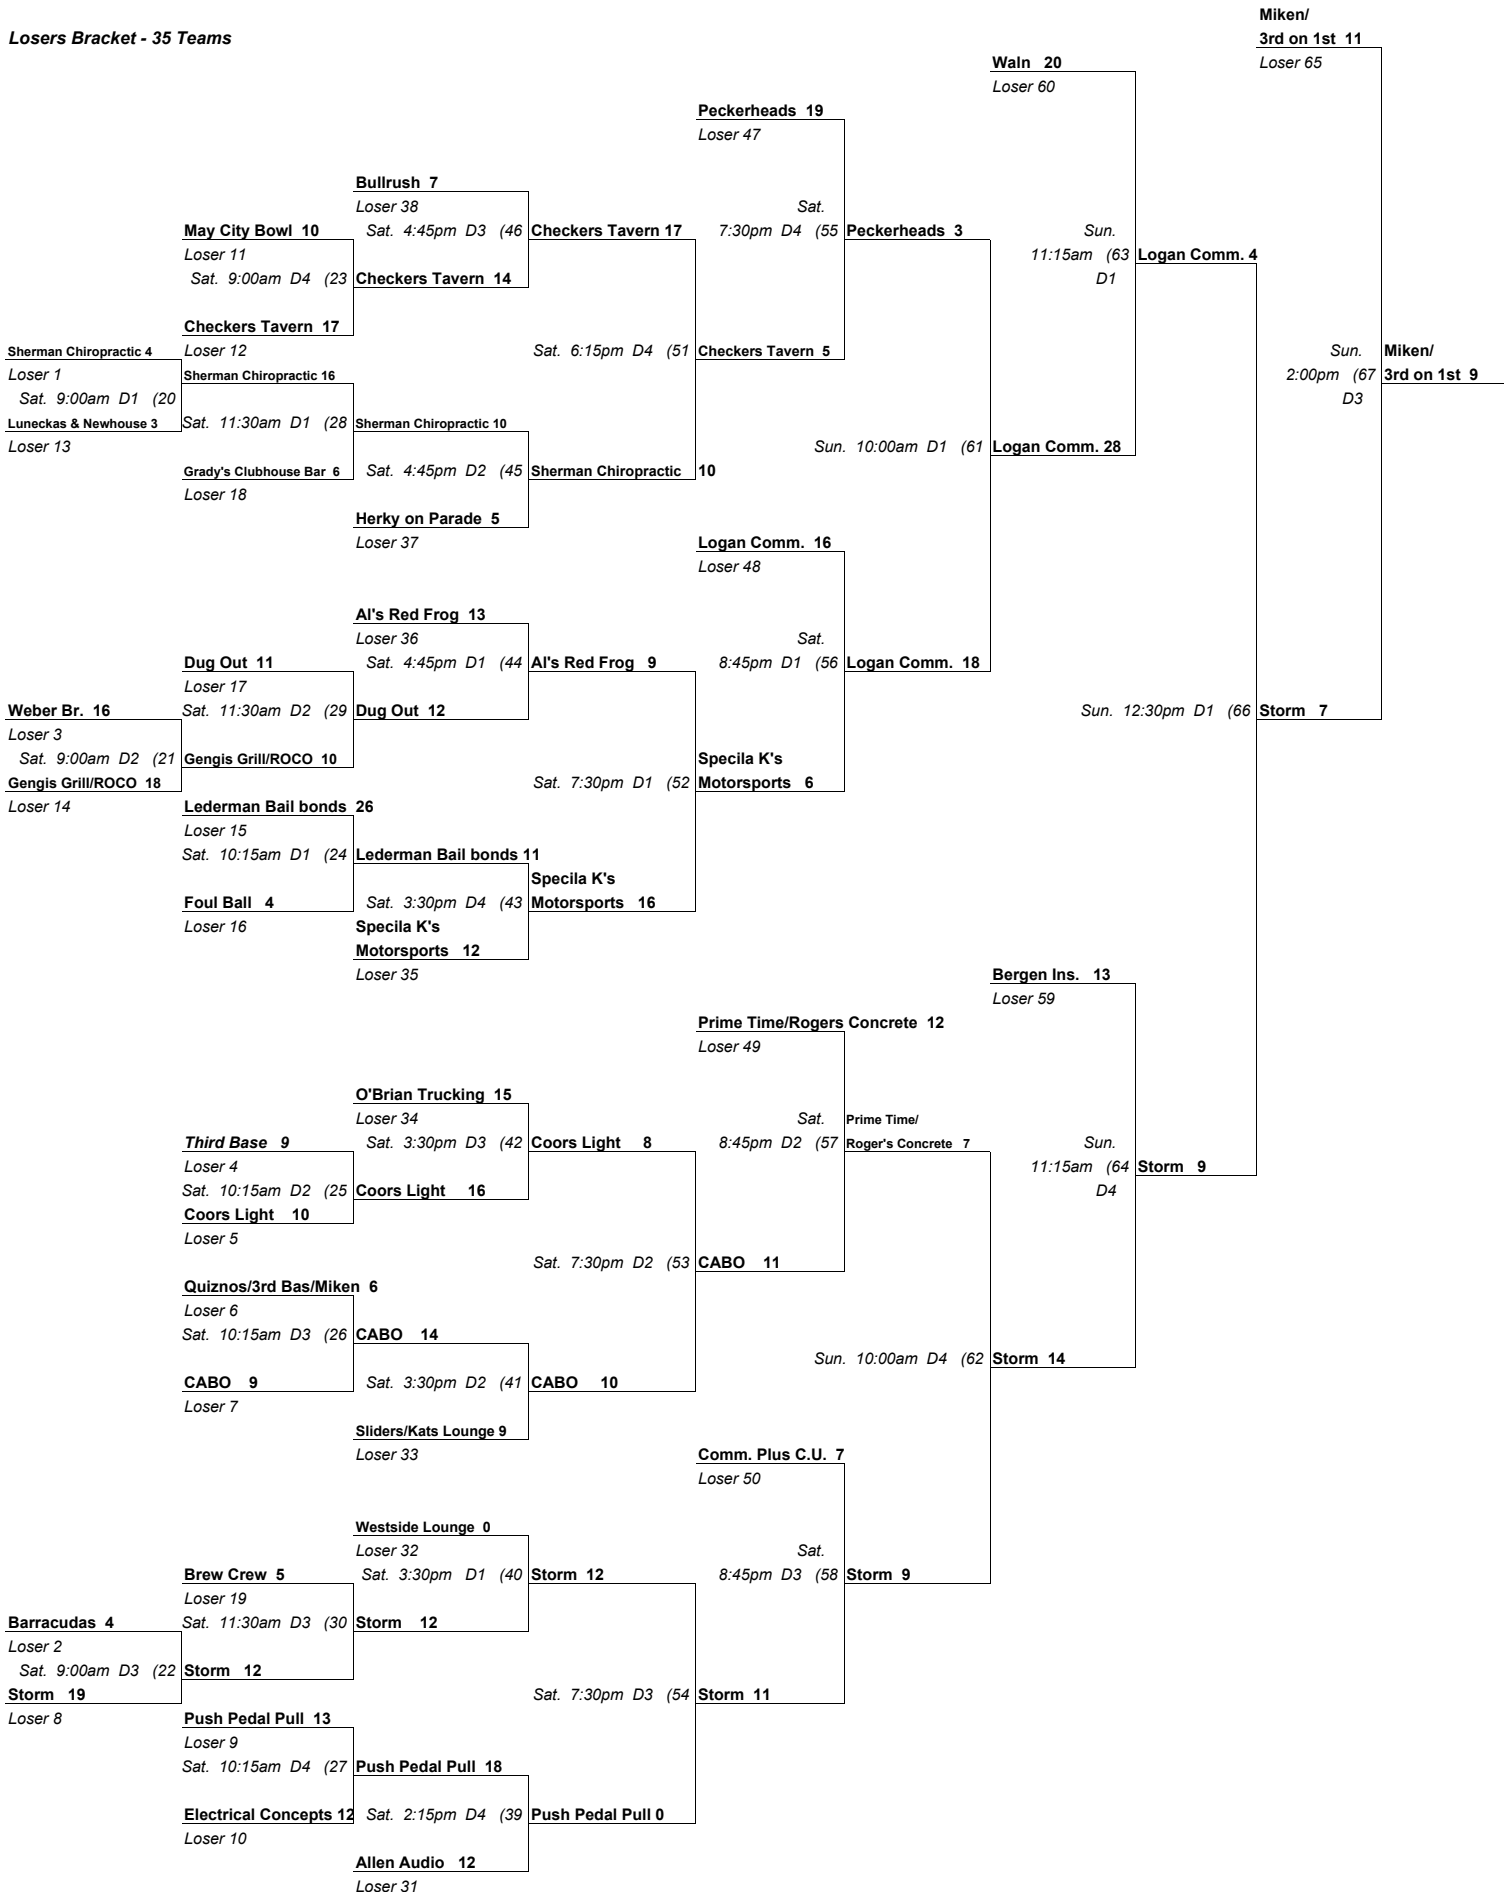 Miken/
Losers Bracket - 35 Teams
3rd on 1st 11
Waln 20
Loser 65
Loser 60
Peckerheads 19
Loser 47
Bullrush 7
Loser 38
Sat.
May City Bowl 10
Sat. 4:45pm D3 (46
Checkers Tavern 17
7:30pm D4 (55
Peckerheads 3
Sun.
Loser 11
11:15am (63
Logan Comm. 4
Sat. 9:00am D4 (23
Checkers Tavern 14
D1
Checkers Tavern 17
Sherman Chiropractic 4
Loser 12
Sat. 6:15pm D4 (51
Checkers Tavern 5
Sun.
Miken/
Loser 1
Sherman Chiropractic 16
2:00pm (67
3rd on 1st 9
Sat. 9:00am D1 (20
D3
Luneckas & Newhouse 3
Sat. 11:30am D1 (28
Sherman Chiropractic 10
Loser 13
Sun. 10:00am D1 (61
Logan Comm. 28
Grady's Clubhouse Bar 6
Sat. 4:45pm D2 (45
Sherman Chiropractic 10
Loser 18
Herky on Parade 5
Loser 37
Logan Comm. 16
Loser 48
Al's Red Frog 13
Loser 36
Sat.
Dug Out 11
Sat. 4:45pm D1 (44
Al's Red Frog 9
8:45pm D1 (56
Logan Comm. 18
Loser 17
Weber Br. 16
Sat. 11:30am D2 (29
Dug Out 12
Sun. 12:30pm D1 (66
Storm 7
Loser 3
Sat. 9:00am D2 (21
Gengis Grill/ROCO 10
Specila K's
Gengis Grill/ROCO 18
Sat. 7:30pm D1 (52
Motorsports 6
Loser 14
Lederman Bail bonds 26
Loser 15
Sat. 10:15am D1 (24
Lederman Bail bonds 11
Specila K's
Foul Ball 4
Sat. 3:30pm D4 (43
Motorsports 16
Loser 16
Specila K's
Motorsports 12
Loser 35
Bergen Ins. 13
Loser 59
Prime Time/Rogers Concrete 12
Loser 49
O'Brian Trucking 15
Loser 34
Sat.
Prime Time/
Third Base 9
Sat. 3:30pm D3 (42
Coors Light 8
8:45pm D2 (57
Roger's Concrete 7
Sun.
Loser 4
11:15am (64
Storm 9
Sat. 10:15am D2 (25
Coors Light 16
D4
Coors Light 10
Loser 5
Sat. 7:30pm D2 (53
CABO 11
Quiznos/3rd Bas/Miken 6
Loser 6
Sat. 10:15am D3 (26
CABO 14
Sun. 10:00am D4 (62
Storm 14
CABO 9
Sat. 3:30pm D2 (41
CABO 10
Loser 7
Sliders/Kats Lounge 9
Loser 33
Comm. Plus C.U. 7
Loser 50
Westside Lounge 0
Loser 32
Sat.
Brew Crew 5
Sat. 3:30pm D1 (40
Storm 12
8:45pm D3 (58
Storm 9
Loser 19
Barracudas 4
Sat. 11:30am D3 (30
Storm 12
Loser 2
Sat. 9:00am D3 (22
Storm 12
Storm 19
Sat. 7:30pm D3 (54
Storm 11
Loser 8
Push Pedal Pull 13
Loser 9
Sat. 10:15am D4 (27
Push Pedal Pull 18
Electrical Concepts 12
Sat. 2:15pm D4 (39
Push Pedal Pull 0
Loser 10
Allen Audio 12
Loser 31